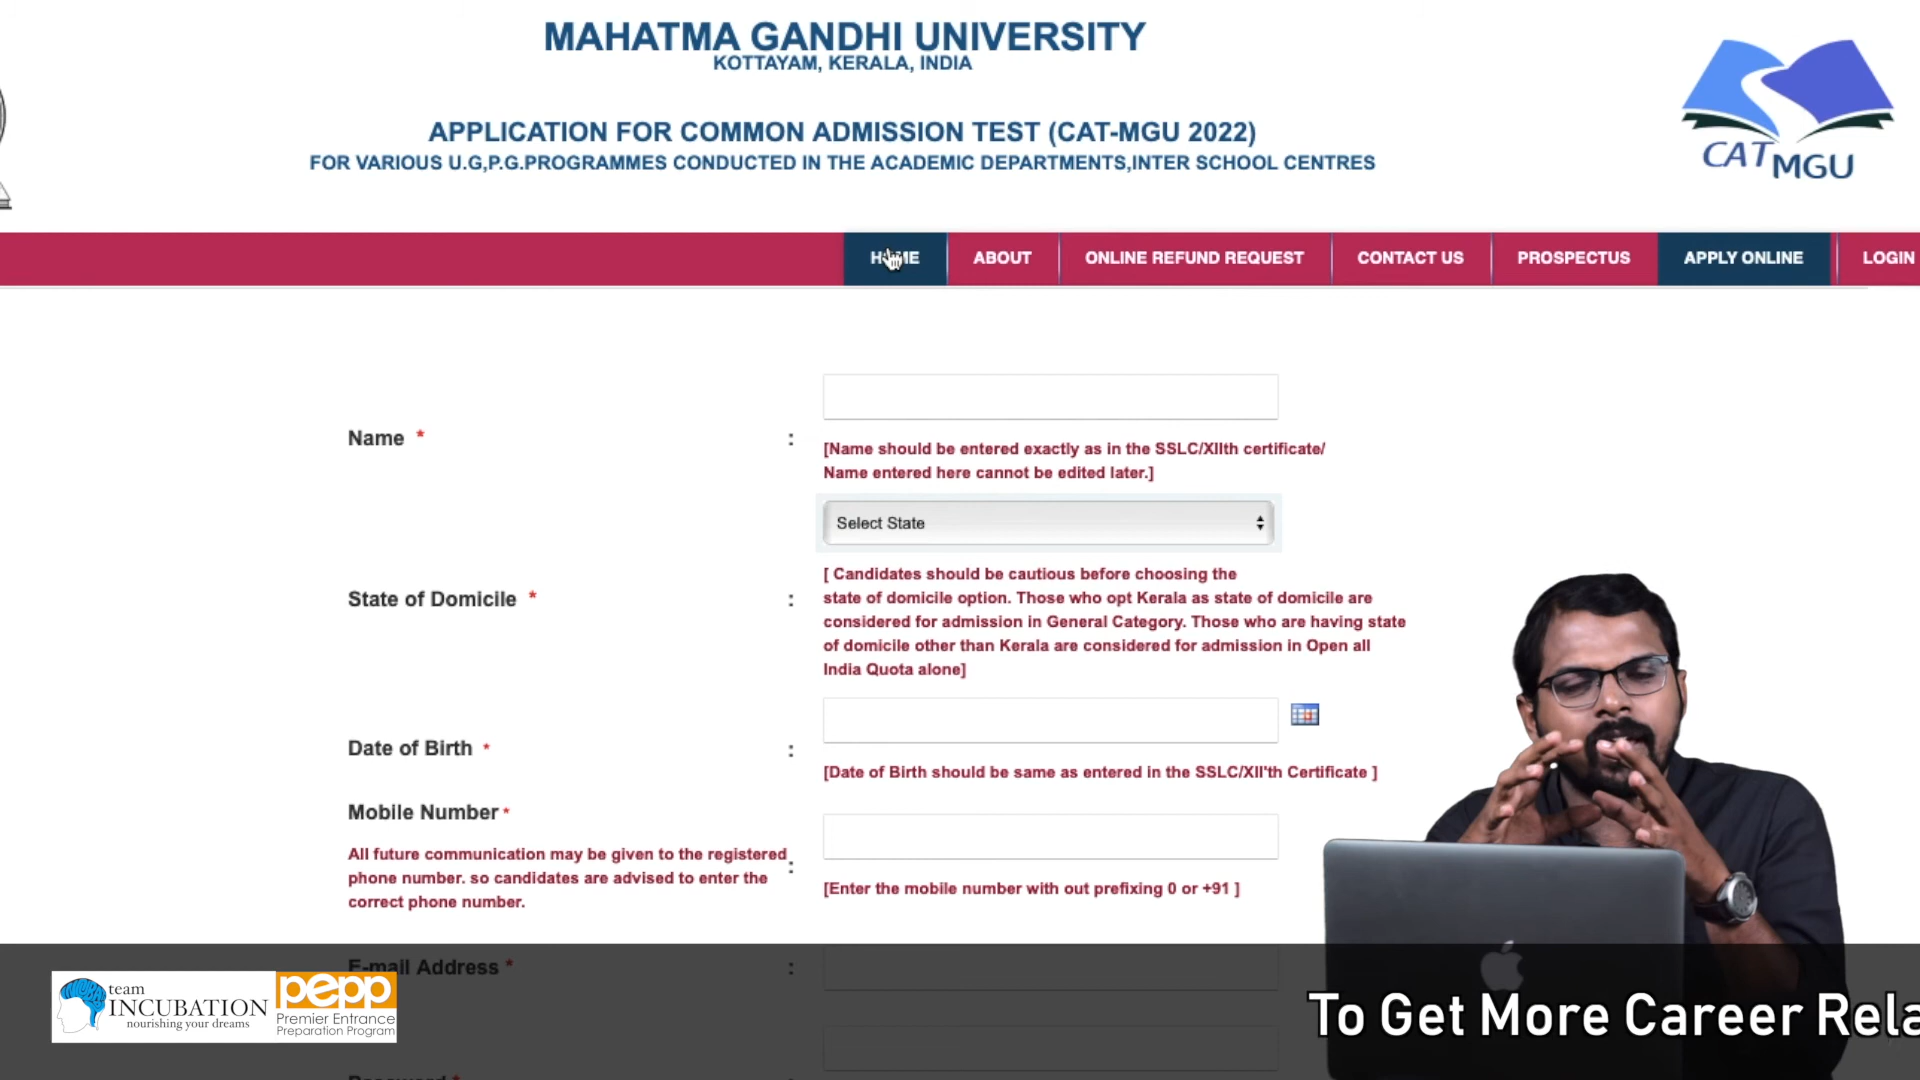 MAHATMA GANDHI UNIVERSITY
KOTTAYAM, KERALA, INDIA
APPLICATION FOR COMMON ADMISSION TEST (CAT-MGU 2022)
FOR VARIOUS U.G,P.G.PROGRAMMES CONDUCTED IN THE ACADEMIC DEPARTMENTS,INTER SCHOOL CENTRES
CAT MGU
HOME ABOUT ONLINE REFUND REQUEST CONTACT US PROSPECTUS APPLY ONLINE LOGIN
Name * :
[Name should be entered exactly as in the SSLC/XIIth certificate/
Name entered here cannot be edited later.]
Select State
State of Domicile * :
[ Candidates should be cautious before choosing the
state of domicile option. Those who opt Kerala as state of domicile are
considered for admission in General Category. Those who are having state
of domicile other than Kerala are considered for admission in Open all
India Quota alone]
Date of Birth * :
[Date of Birth should be same as entered in the SSLC/XII'th Certificate ]
Mobile Number *
All future communication may be given to the registered
phone number. so candidates are advised to enter the
correct phone number.
:
[Enter the mobile number with out prefixing 0 or +91 ]
E-mail Address * :
team
INCUBATION
nourishing your dreams
pepp
Premier Entrance
Preparation Program
To Get More Career Rela